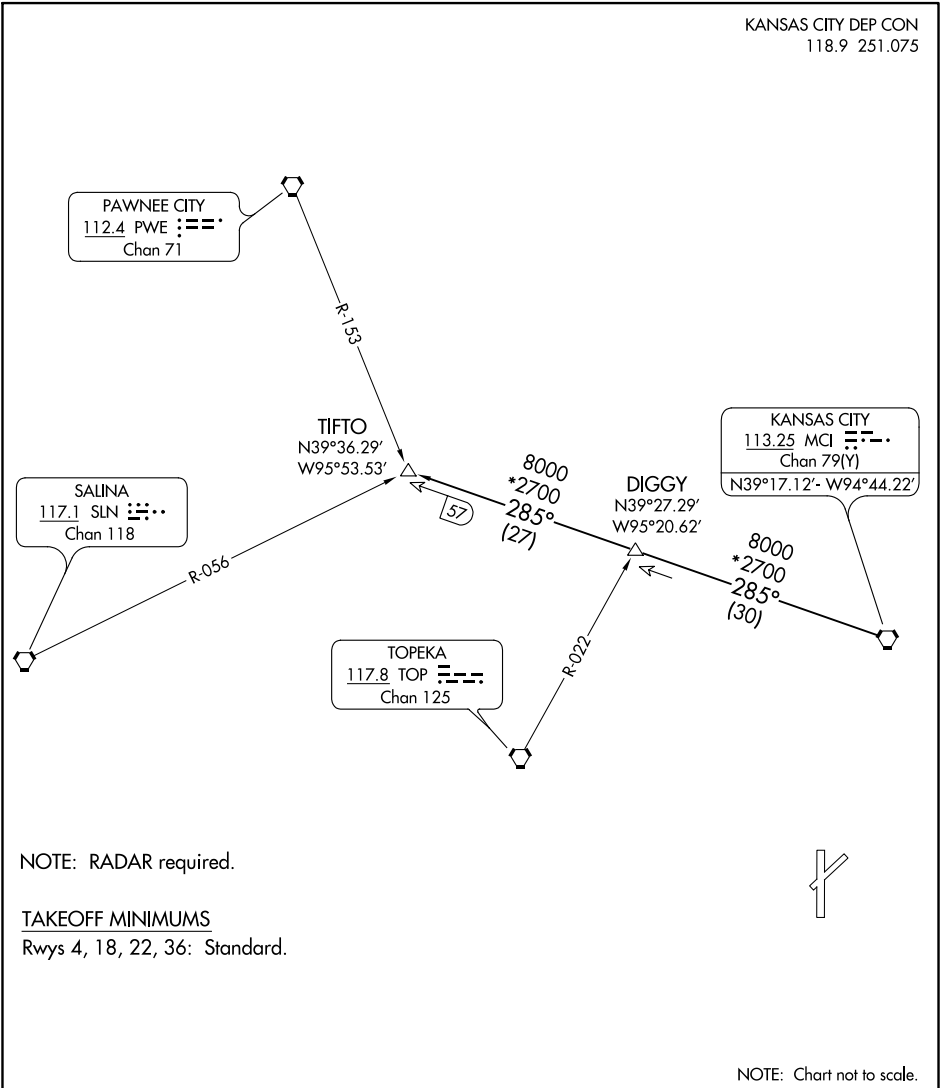 KANSAS CITY DEP CON
118.9 251.075
PAWNEE CITY
112.4 PWE
Chan 71
R-153
TIFTO
N39°36.29′
W95°53.53′
57
8000
*2700
285°
(27)
DIGGY
N39°27.29′
W95°20.62′
KANSAS CITY
113.25 MCI
Chan 79(Y)
N39°17.12′- W94°44.22′
8000
*2700
285°
(30)
SALINA
117.1 SLN
Chan 118
R-056
TOPEKA
117.8 TOP
Chan 125
R-022
NOTE: RADAR required.
TAKEOFF MINIMUMS
Rwys 4, 18, 22, 36: Standard.
NOTE: Chart not to scale.